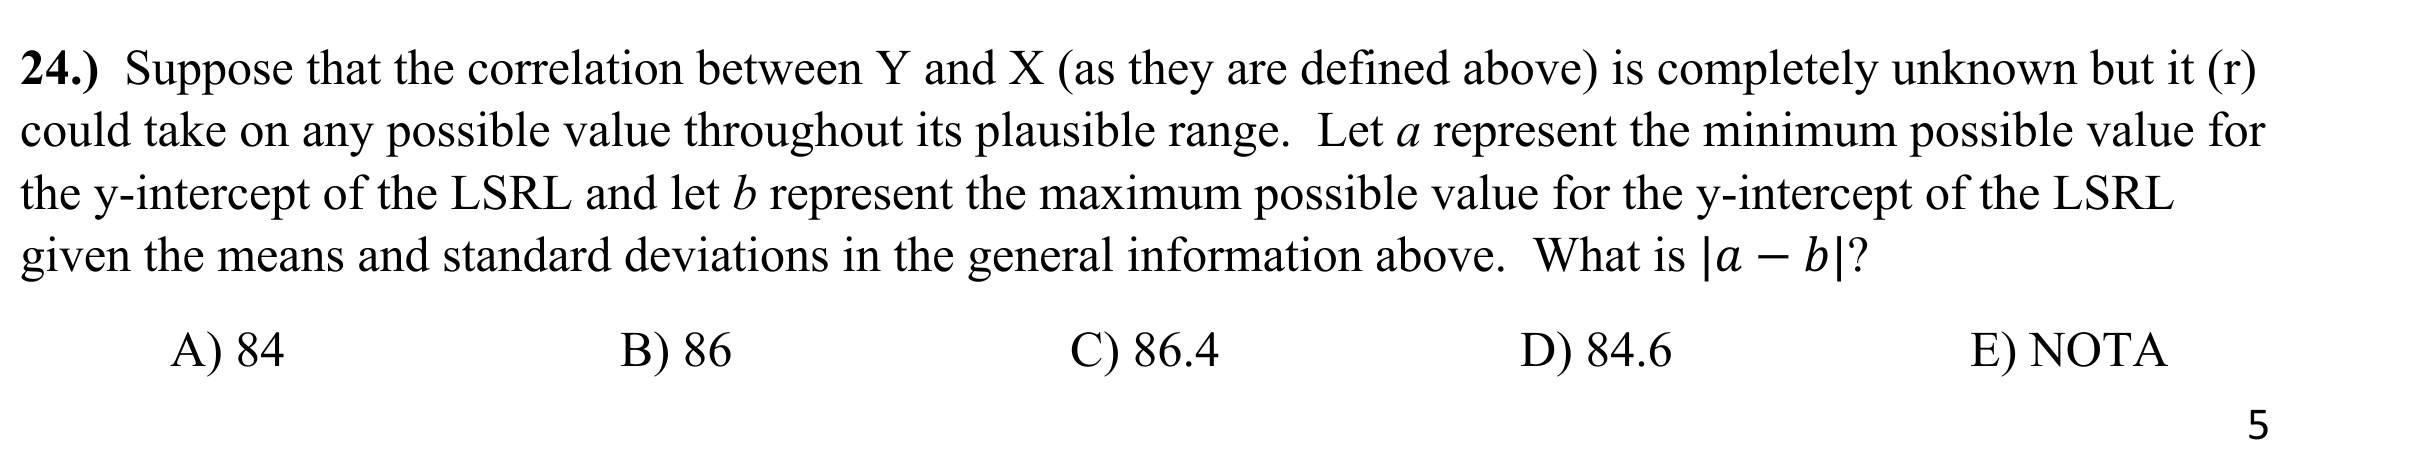 24.) Suppose that the correlation between Y and X (as they are defined above) is completely unknown but it (r)
could take on any possible value throughout its plausible range. Let a represent the minimum possible value for
the y-intercept of the LSRL and let b represent the maximum possible value for the y-intercept of the LSRL
given the means and standard deviations in the general information above. What is |a − b|?
A) 84 B) 86 C) 86.4 D) 84.6 E) NOTA
5